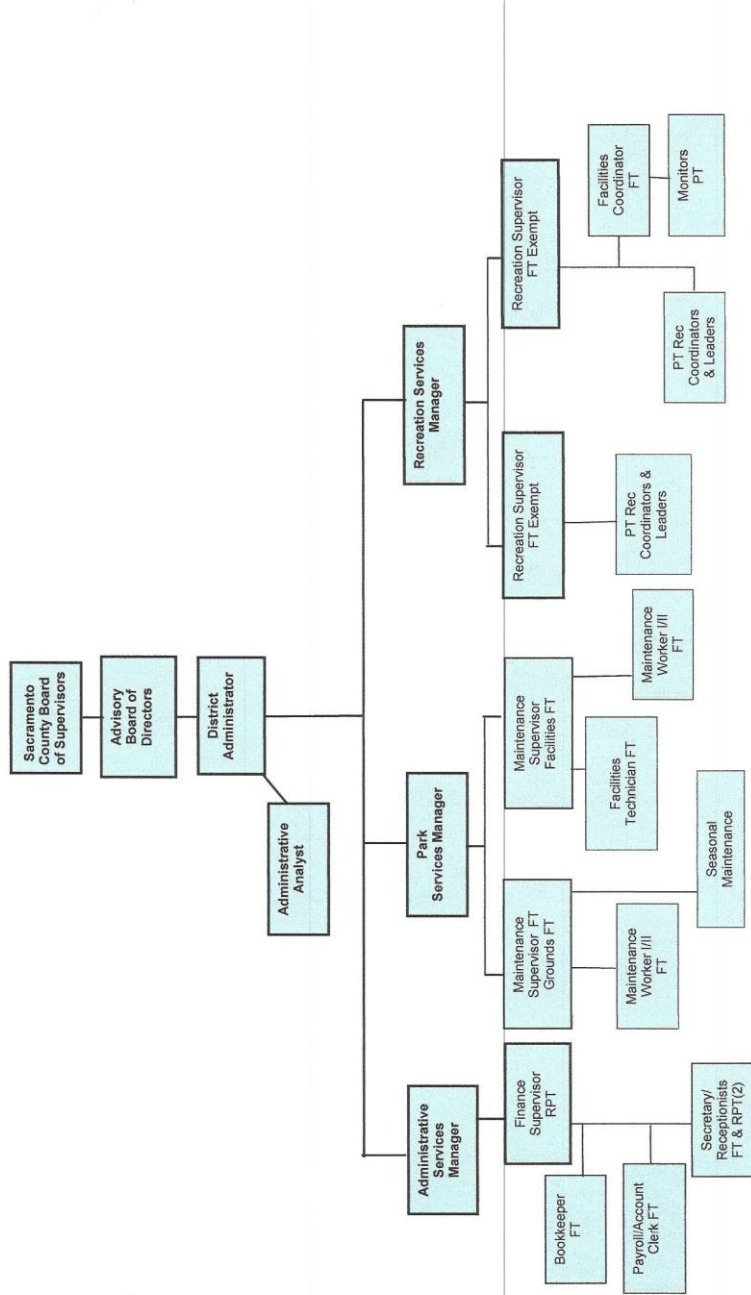 Sacramento
County Board
of Supervisors
Advisory
Board of
Directors
District
Administrator
Administrative
Analyst
Administrative
Services
Manager
Park
Services Manager
Recreation Services
Manager
Finance
Supervisor
RPT
Maintenance
Supervisor FT
Grounds FT
Maintenance
Supervisor
Facilities FT
Recreation Supervisor
FT Exempt
Recreation Supervisor
FT Exempt
Bookkeeper
FT
Payroll/Account
Clerk FT
Secretary/
Receptionists
FT & RPT(2)
Maintenance
Worker I/II
FT
Seasonal
Maintenance
Facilities
Technician FT
Maintenance
Worker I/II
FT
PT Rec
Coordinators &
Leaders
PT Rec
Coordinators
& Leaders
Facilities
Coordinator
FT
Monitors
PT